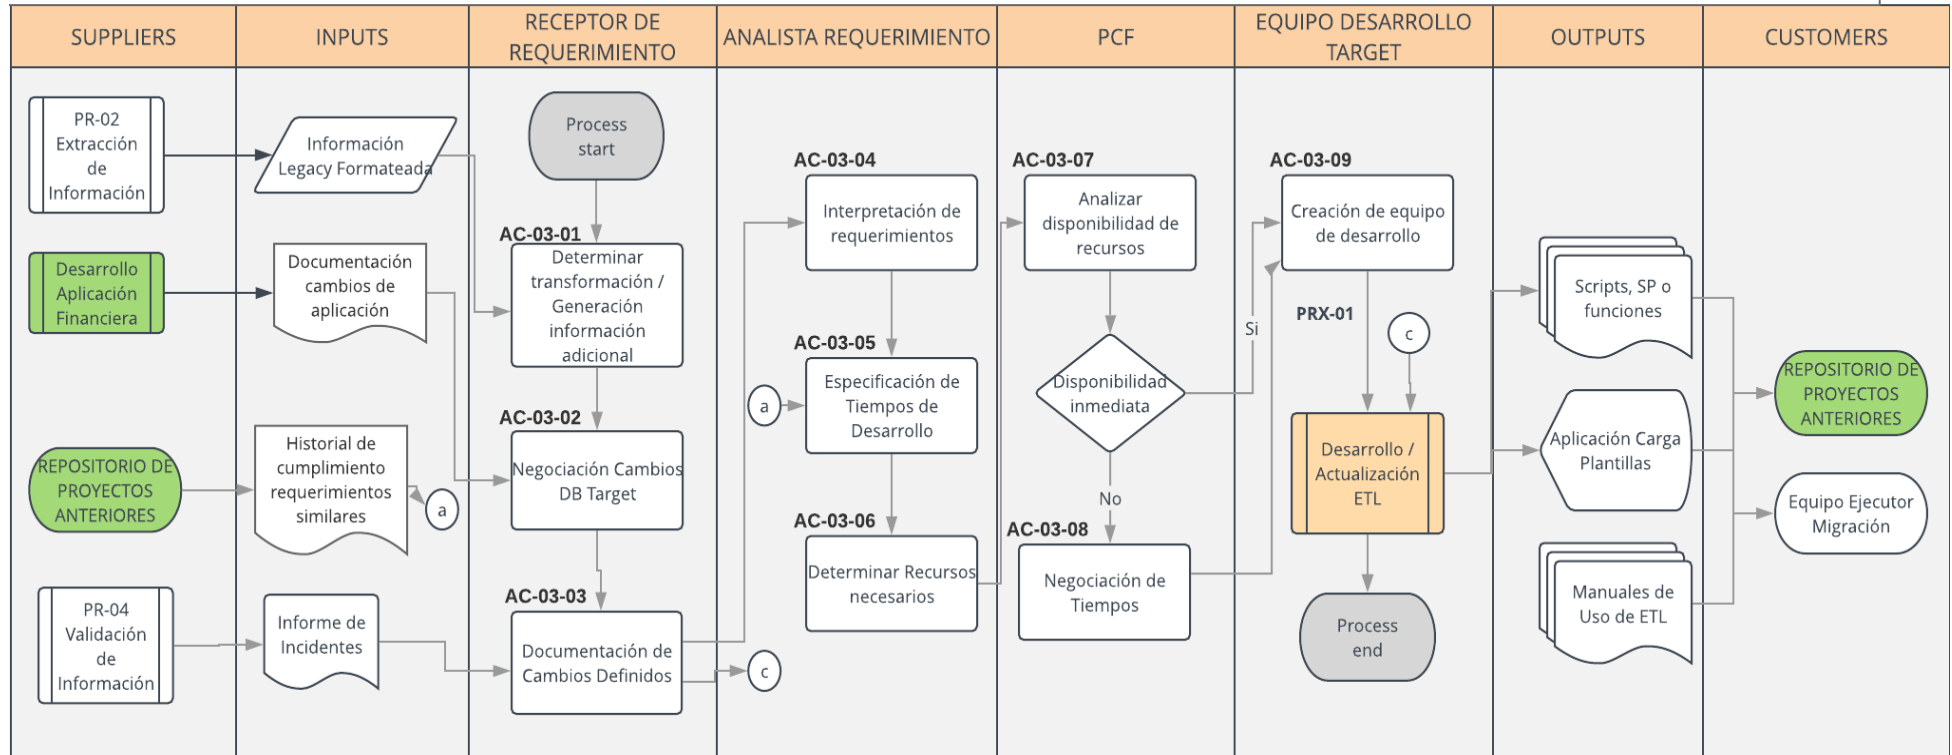 SUPPLIERS
INPUTS
RECEPTOR DE
REQUERIMIENTO
ANALISTA REQUERIMIENTO
PCF
EQUIPO DESARROLLO
TARGET
OUTPUTS
CUSTOMERS
PR-02
Extracción
de
Información
Desarrollo
Aplicación
Financiera
REPOSITORIO DE
PROYECTOS
ANTERIORES
PR-04
Validación
de
Información
Información
Legacy Formateada
Documentación
cambios de
aplicación
Historial de
cumplimiento
requerimientos
similares
a
Informe de
Incidentes
Process
start
AC-03-01
Determinar
transformación /
Generación
información
adicional
AC-03-02
Negociación Cambios
DB Target
AC-03-03
Documentación de
Cambios Definidos
c
AC-03-04
Interpretación de
requerimientos
AC-03-05
a
Especificación de
Tiempos de
Desarrollo
AC-03-06
Determinar Recursos
necesarios
AC-03-07
Analizar
disponibilidad de
recursos
Disponibilidad
inmediata
Si
No
AC-03-08
Negociación de
Tiempos
AC-03-09
Creación de equipo
de desarrollo
PRX-01
c
Desarrollo /
Actualización
ETL
Process
end
Scripts, SP o
funciones
Aplicación Carga
Plantillas
Manuales de
Uso de ETL
REPOSITORIO DE
PROYECTOS
ANTERIORES
Equipo Ejecutor
Migración